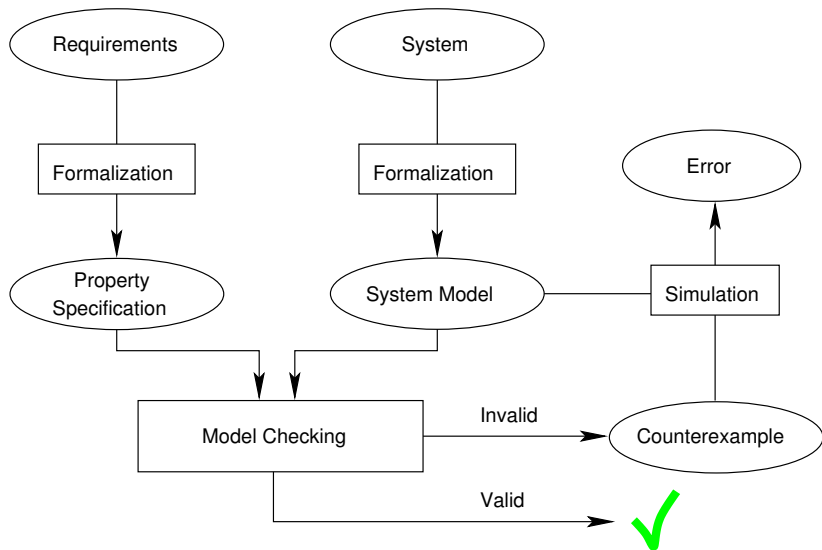 Requirements
System
Formalization
Formalization
Error
Property
Specification
System Model
Simulation
Model Checking
Invalid
Counterexample
Valid